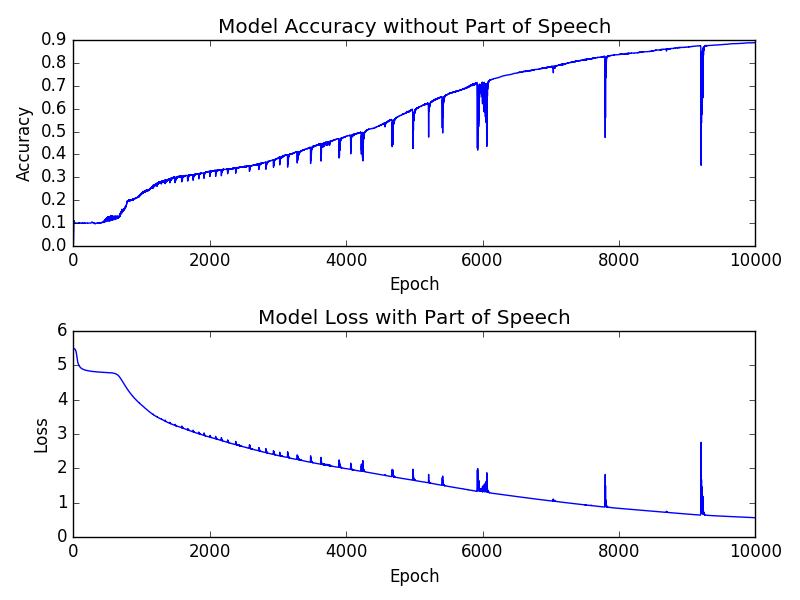 Model Accuracy without Part of Speech
0.9
0.8
0.7
0.6
0.5
0.4
0.3
0.2
0.1
0.0
Accuracy
0 2000 4000 6000 8000 10000
Epoch
Model Loss with Part of Speech
6
5
4
3
2
1
0
Loss
0 2000 4000 6000 8000 10000
Epoch